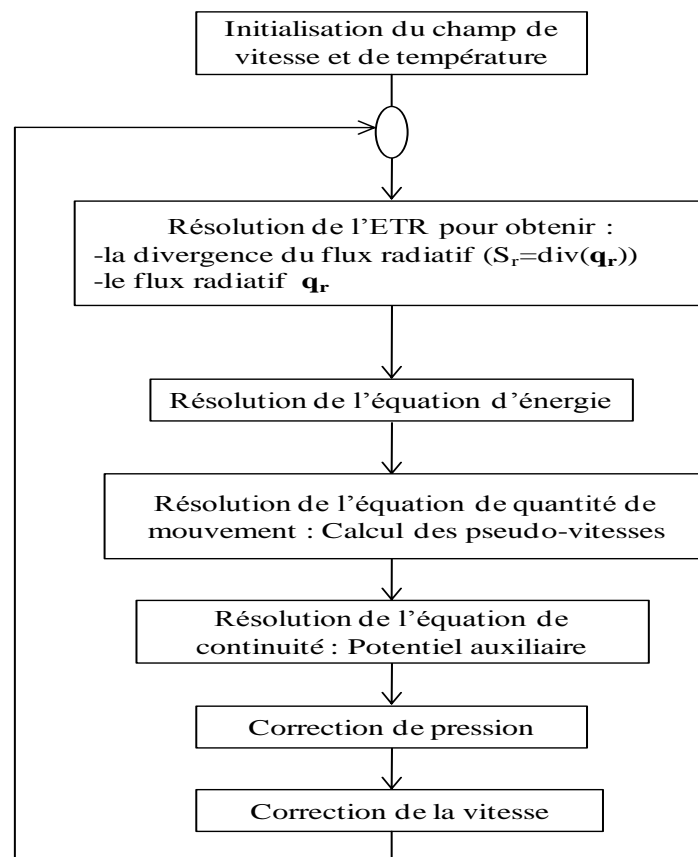 Initialisation du champ de
vitesse et de température
Résolution de l’ETR pour obtenir :
-la divergence du flux radiatif (Sr=div(qr))
-le flux radiatif qr
Résolution de l’équation d’énergie
Résolution de l’équation de quantité de
mouvement : Calcul des pseudo-vitesses
Résolution de l’équation de
continuité : Potentiel auxiliaire
Correction de pression
Correction de la vitesse